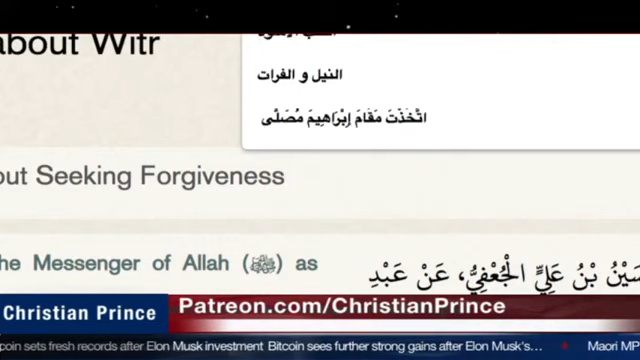 about Witr
النيل و الفرات
اتَّخَذْتَ مَقَامَ إِبْرَاهِيمَ مُصَلًّى
out Seeking Forgiveness
he Messenger of Allah (ﷺ) as
بْنُ عَلِيٍّ الْجُعْفِيُّ، عَنْ عَبْدِ
Christian Prince
Patreon.com/ChristianPrince
coin sets fresh records after Elon Musk investment Bitcoin sees further strong gains after Elon Musk's... Maori MP